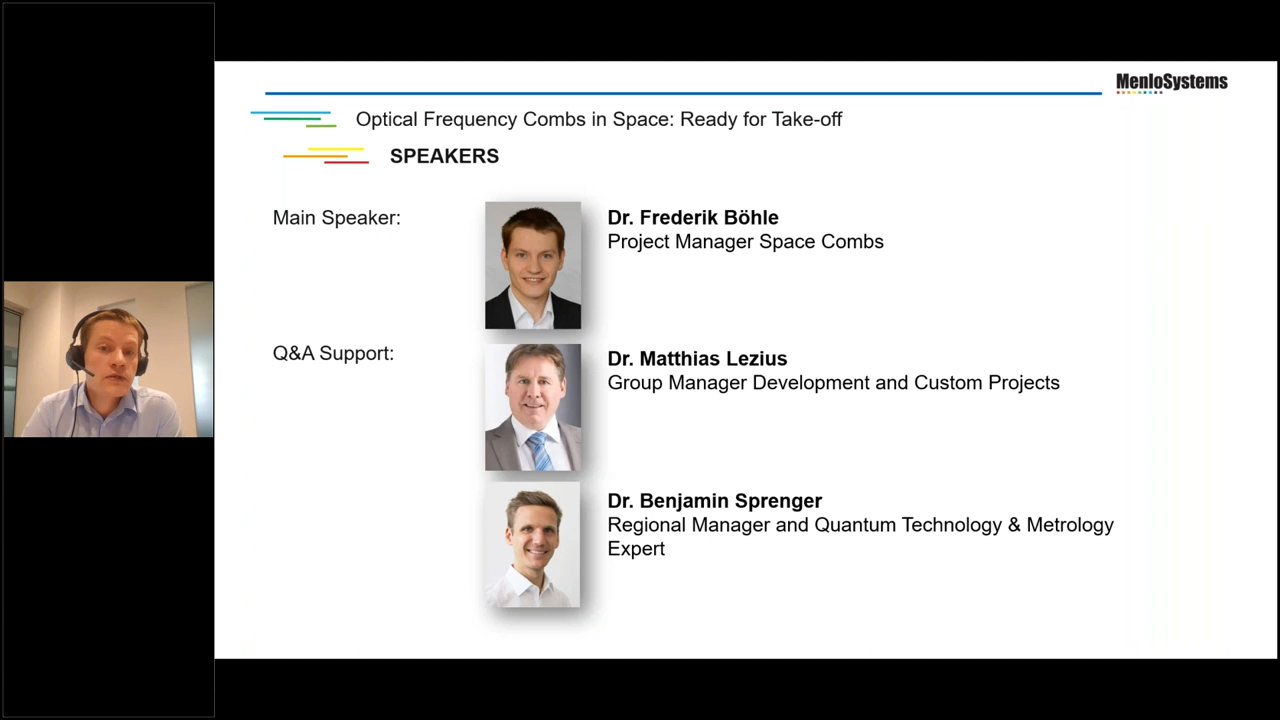 MenloSystems
Optical Frequency Combs in Space: Ready for Take-off
SPEAKERS
Main Speaker:
Dr. Frederik Böhle
Project Manager Space Combs
Q&A Support:
Dr. Matthias Lezius
Group Manager Development and Custom Projects
Dr. Benjamin Sprenger
Regional Manager and Quantum Technology & Metrology
Expert